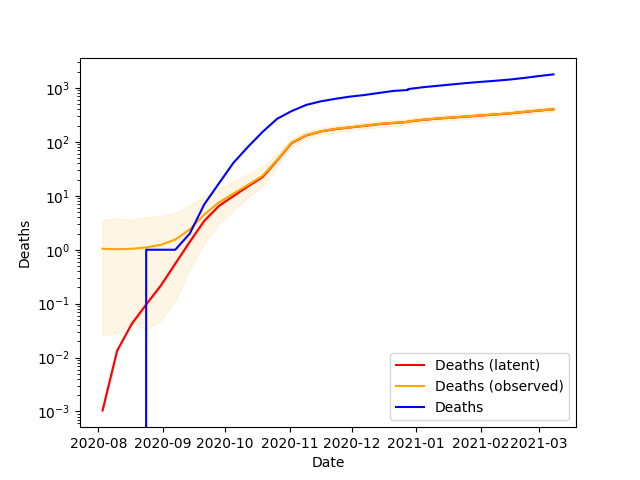 10³
10²
10¹
10⁰
10⁻¹
10⁻²
10⁻³
Deaths
Deaths (latent)
Deaths (observed)
Deaths
2020-08 2020-09 2020-10 2020-11 2020-12 2021-01 2021-02 2021-03
Date